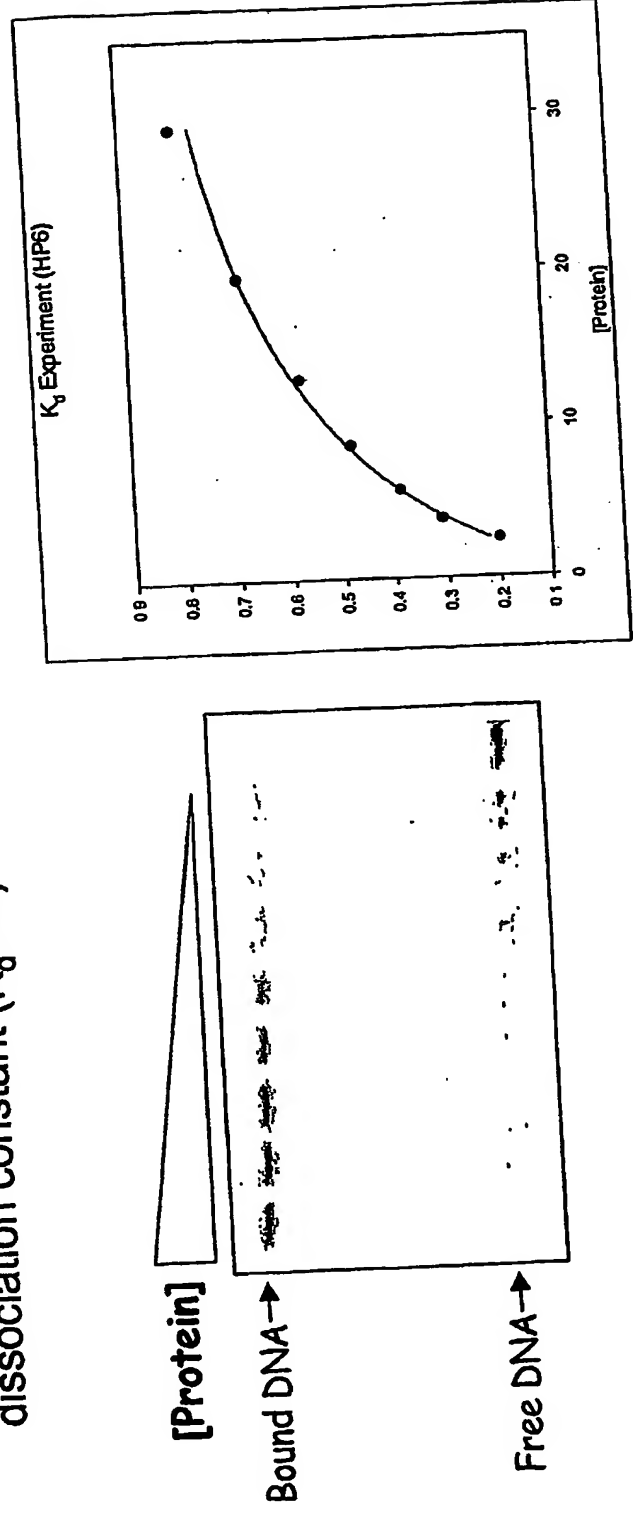 dissociation constant (K
[Protein]
Bound DNA→
Free DNA→
Kd Experiment (HP6)
0 9
0.8
0.7
0.6
0.5
0.4
0.3
0.2
0 1
0
10
20
30
[Protein]